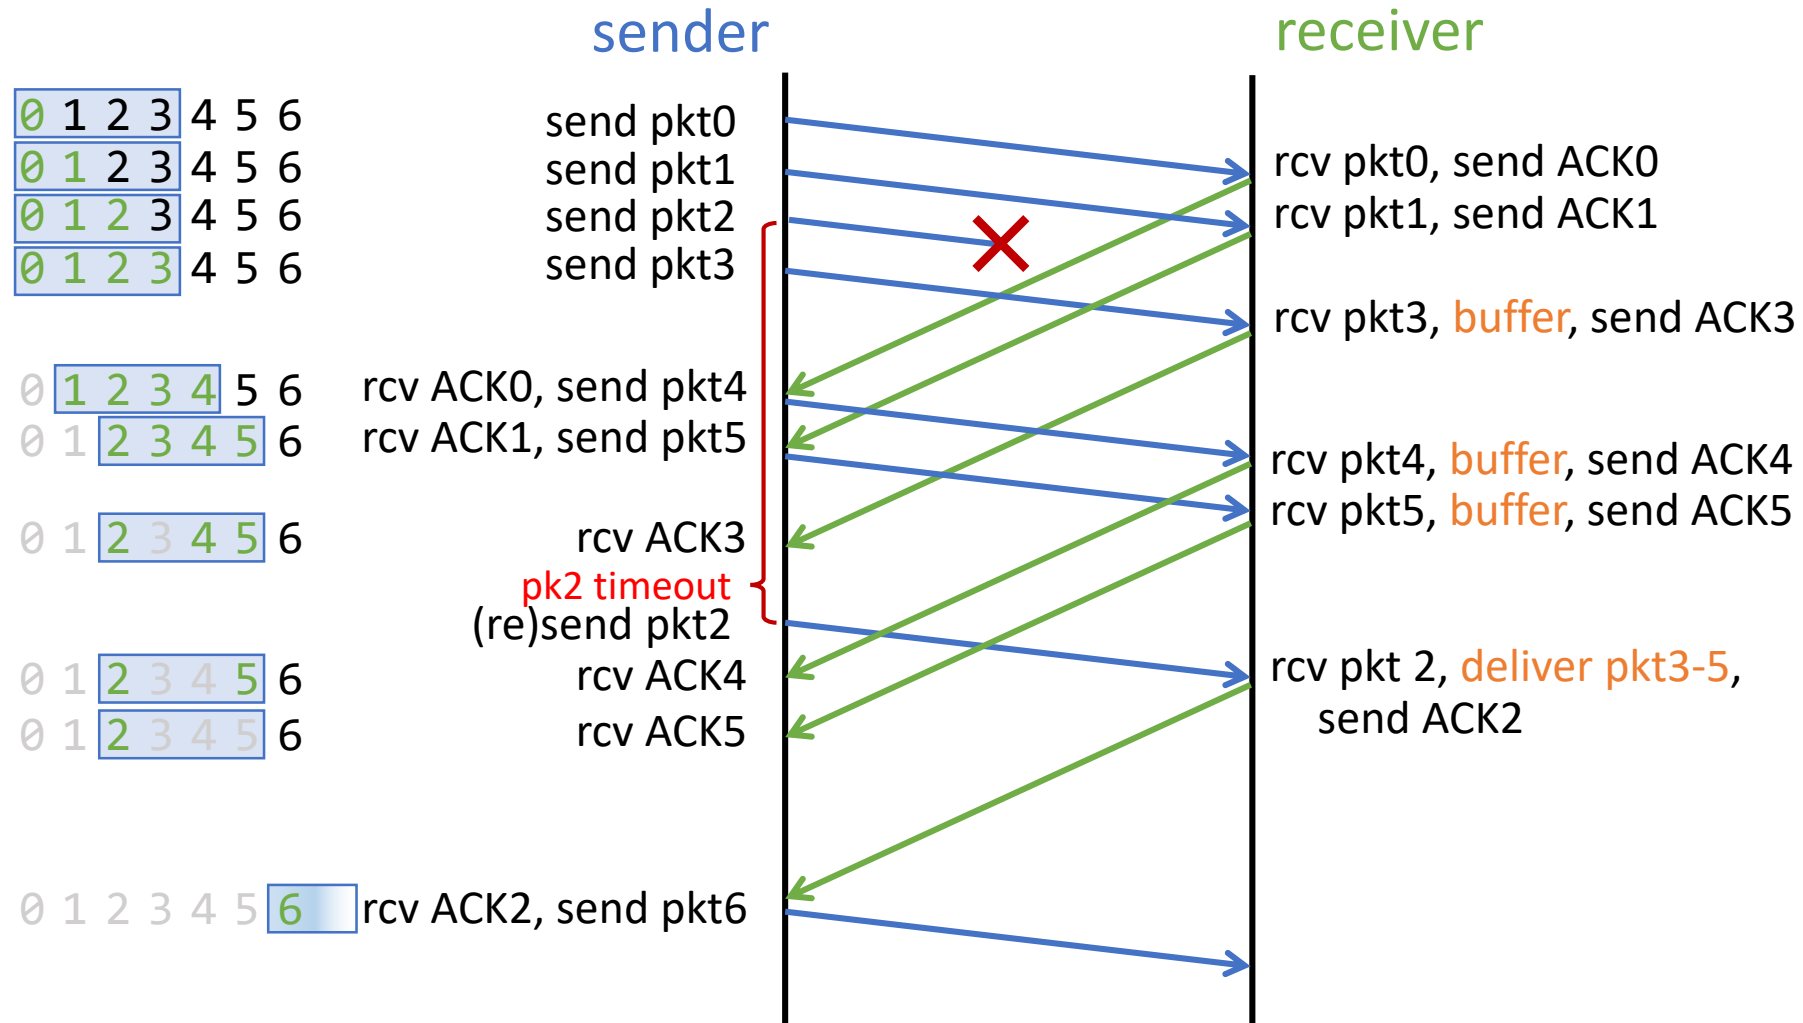 sender
receiver
0 1 2 3 4 5 6
send pkt0
0 1 2 3 4 5 6
send pkt1
rcv pkt0, send ACK0
0 1 2 3 4 5 6
send pkt2
rcv pkt1, send ACK1
0 1 2 3 4 5 6
send pkt3
rcv pkt3, buffer, send ACK3
0 1 2 3 4 5 6
rcv ACK0, send pkt4
0 1 2 3 4 5 6
rcv ACK1, send pkt5
rcv pkt4, buffer, send ACK4
rcv pkt5, buffer, send ACK5
0 1 2 3 4 5 6
rcv ACK3
pk2 timeout
(re)send pkt2
0 1 2 3 4 5 6
rcv ACK4
rcv pkt 2, deliver pkt3-5,
send ACK2
0 1 2 3 4 5 6
rcv ACK5
0 1 2 3 4 5 6
rcv ACK2, send pkt6